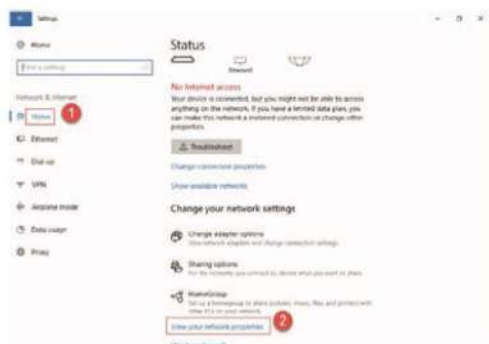 Settings
Home
Find a setting
Network & Internet
Status
1
Ethernet
Dial-up
VPN
Airplane mode
Data usage
Proxy
Status
No Internet access
Your device is connected, but you might not be able to access
anything on the network. If you have a limited data plan, you
can make this network a metered connection or change other
properties.
Troubleshoot
Change connection properties
Show available networks
Change your network settings
Change adapter options
View network adapters and change connection settings.
Sharing options
For the networks you connect to, decide what you want to share.
HomeGroup
Set up a homegroup to share pictures, music, files, and printers with
other PCs on your network.
View your network properties
2